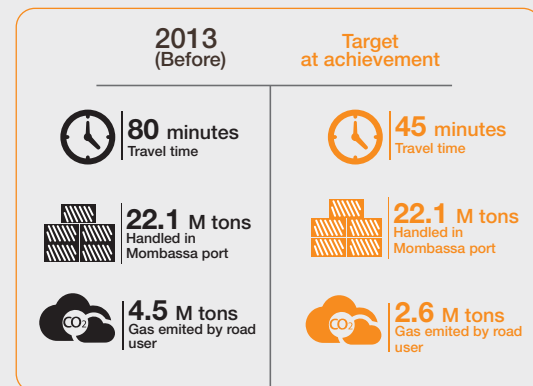 2013
(Before)
Target
at achievement
80 minutes
Travel time
45 minutes
Travel time
22.1 M tons
Handled in
Mombassa port
22.1 M tons
Handled in
Mombassa port
CO2
4.5 M tons
Gas emited by road
user
CO2
2.6 M tons
Gas emited by road
user